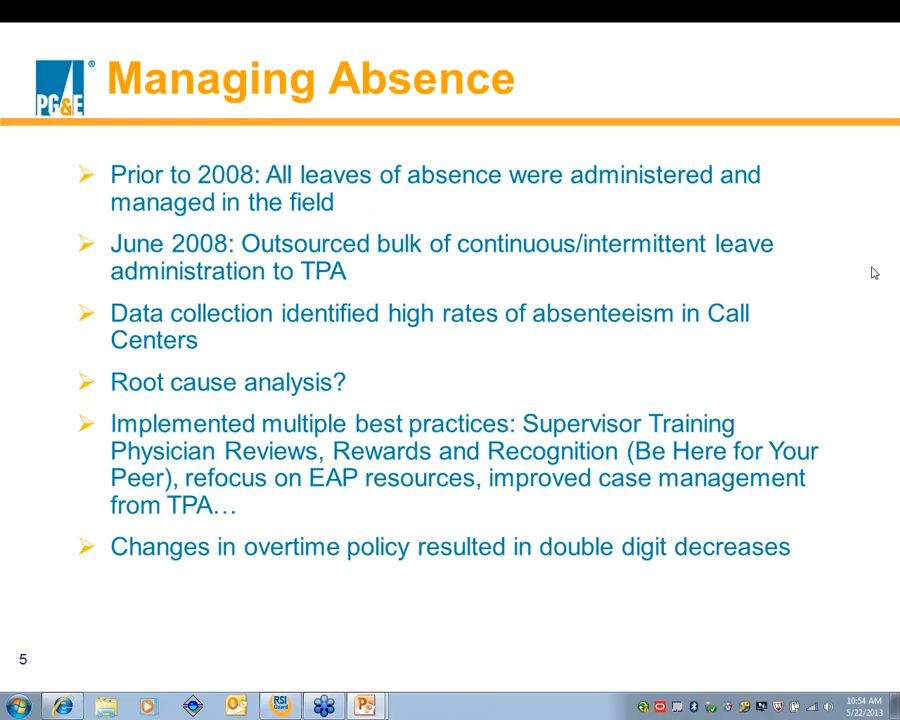 PG&E
®
Managing Absence
Prior to 2008: All leaves of absence were administered and
managed in the field
June 2008: Outsourced bulk of continuous/intermittent leave
administration to TPA
Data collection identified high rates of absenteeism in Call
Centers
Root cause analysis?
Implemented multiple best practices: Supervisor Training
Physician Reviews, Rewards and Recognition (Be Here for Your
Peer), refocus on EAP resources, improved case management
from TPA…
Changes in overtime policy resulted in double digit decreases
5
RSI
Guard
10:54 AM
5/22/2013